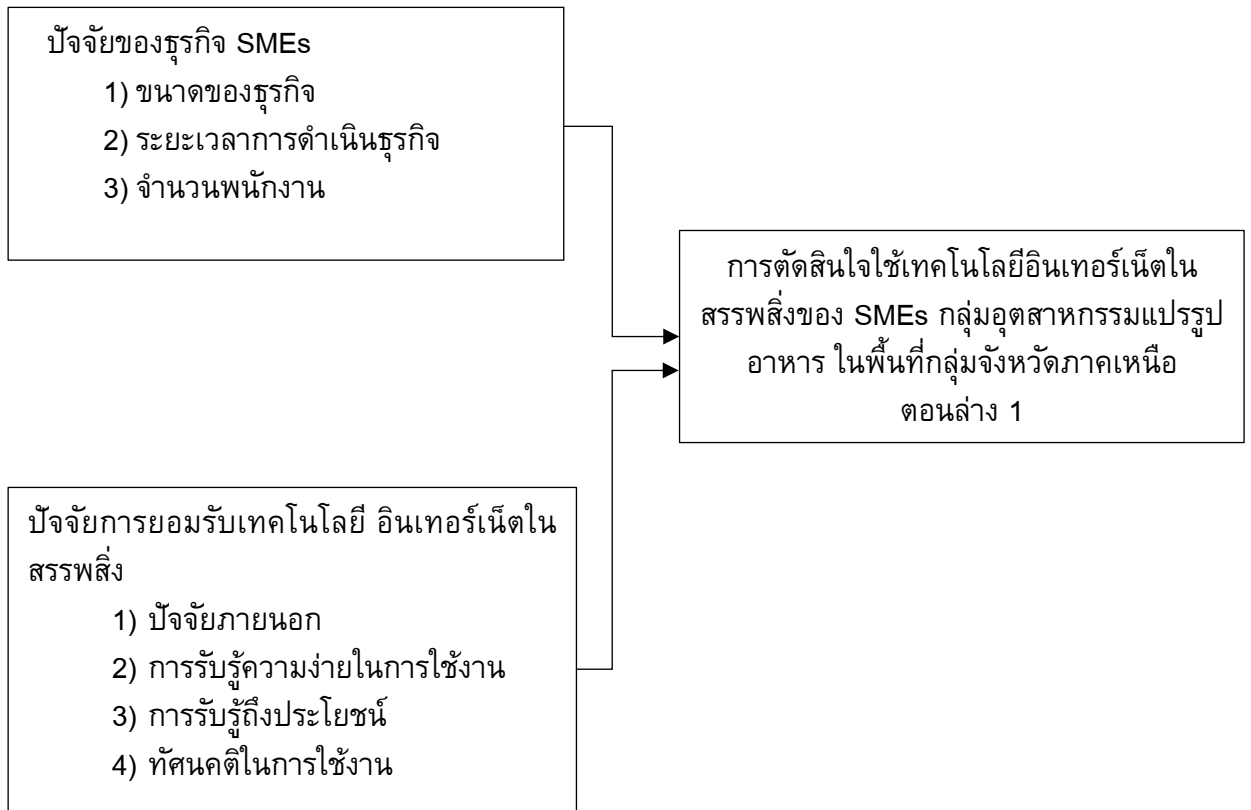 ปัจจัยของธุรกิจ SMEs
1) ขนาดของธุรกิจ
2) ระยะเวลาการดำเนินธุรกิจ
3) จำนวนพนักงาน
การตัดสินใจใช้เทคโนโลยีอินเทอร์เน็ตใน
สรรพสิ่งของ SMEs กลุ่มอุตสาหกรรมแปรรูป
อาหาร ในพื้นที่กลุ่มจังหวัดภาคเหนือ
ตอนล่าง 1
ปัจจัยการยอมรับเทคโนโลยี อินเทอร์เน็ตใน
สรรพสิ่ง
1) ปัจจัยภายนอก
2) การรับรู้ความง่ายในการใช้งาน
3) การรับรู้ถึงประโยชน์
4) ทัศนคติในการใช้งาน